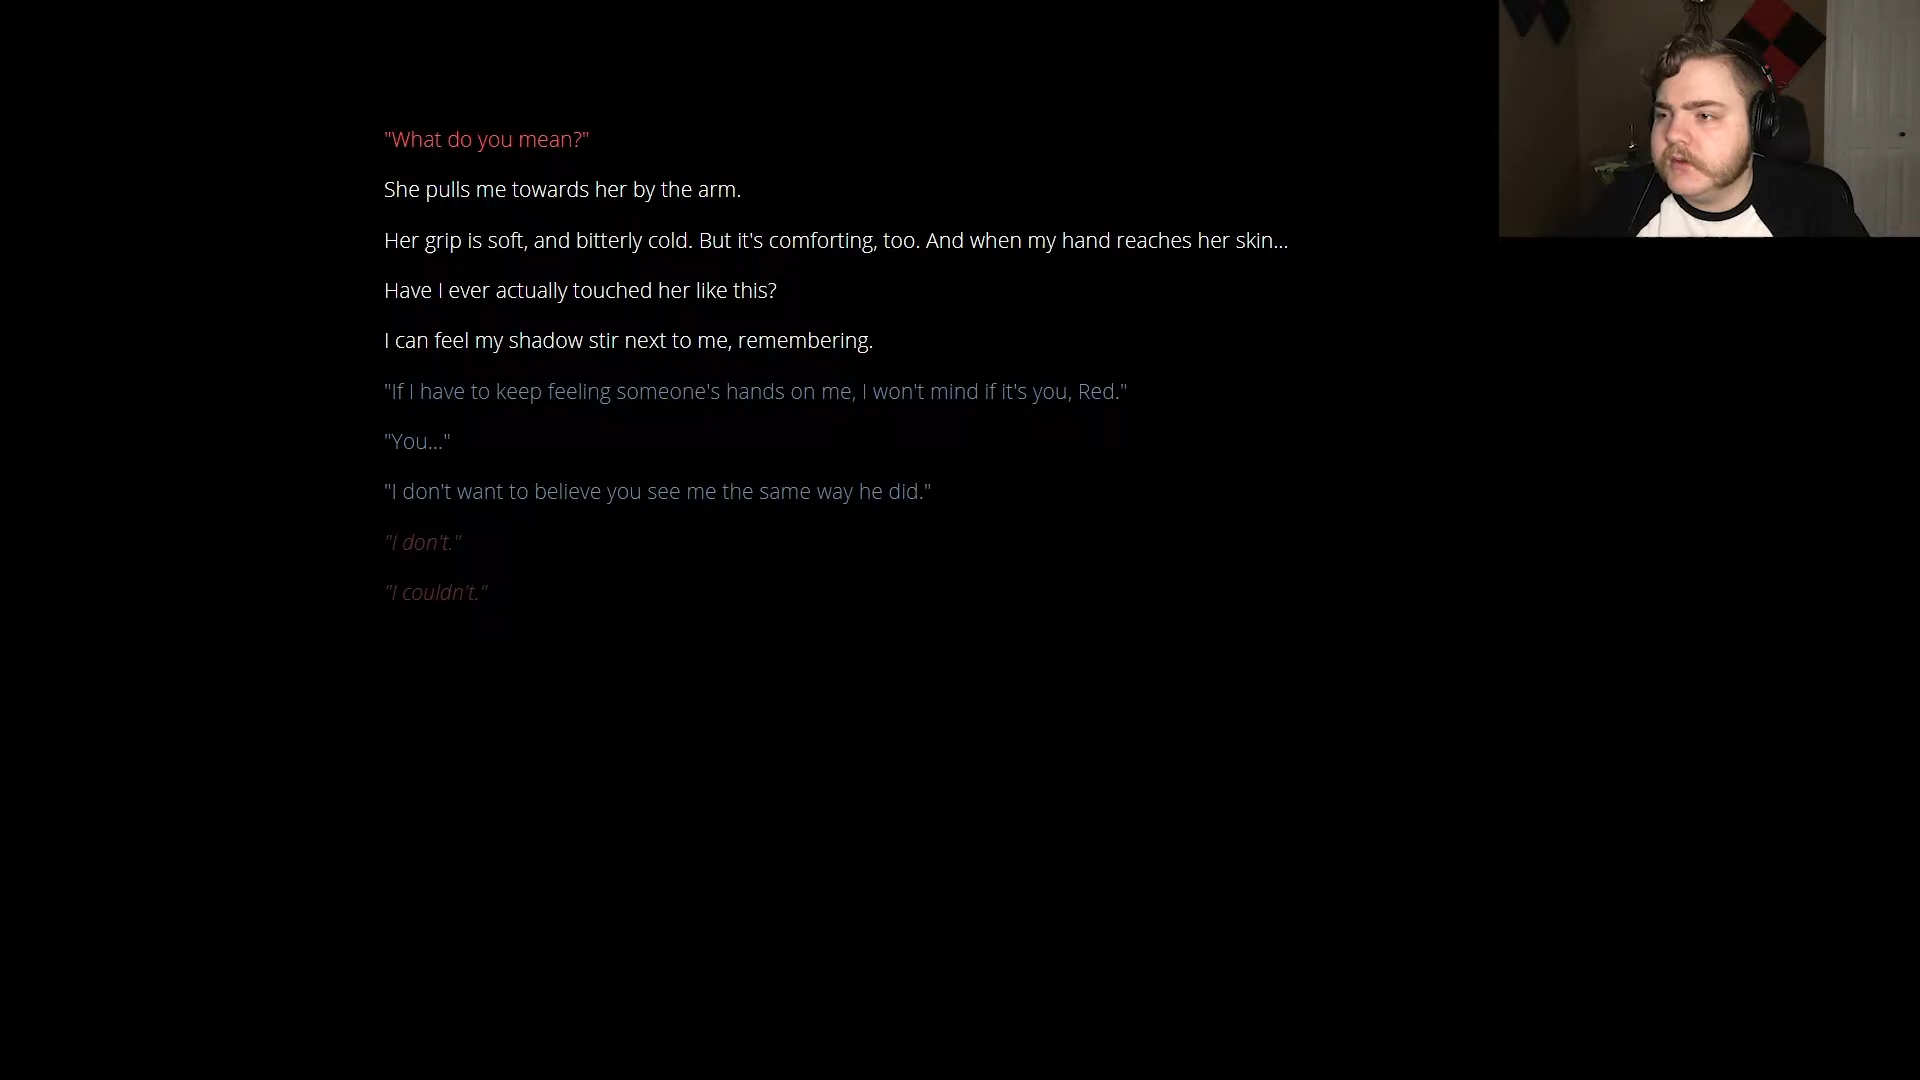 "What do you mean?"
She pulls me towards her by the arm.
Her grip is soft, and bitterly cold. But it's comforting, too. And when my hand reaches her skin...
Have I ever actually touched her like this?
I can feel my shadow stir next to me, remembering.
"If I have to keep feeling someone's hands on me, I won't mind if it's you, Red."
"You..."
"I don't want to believe you see me the same way he did."
"I don't."
"I couldn't."